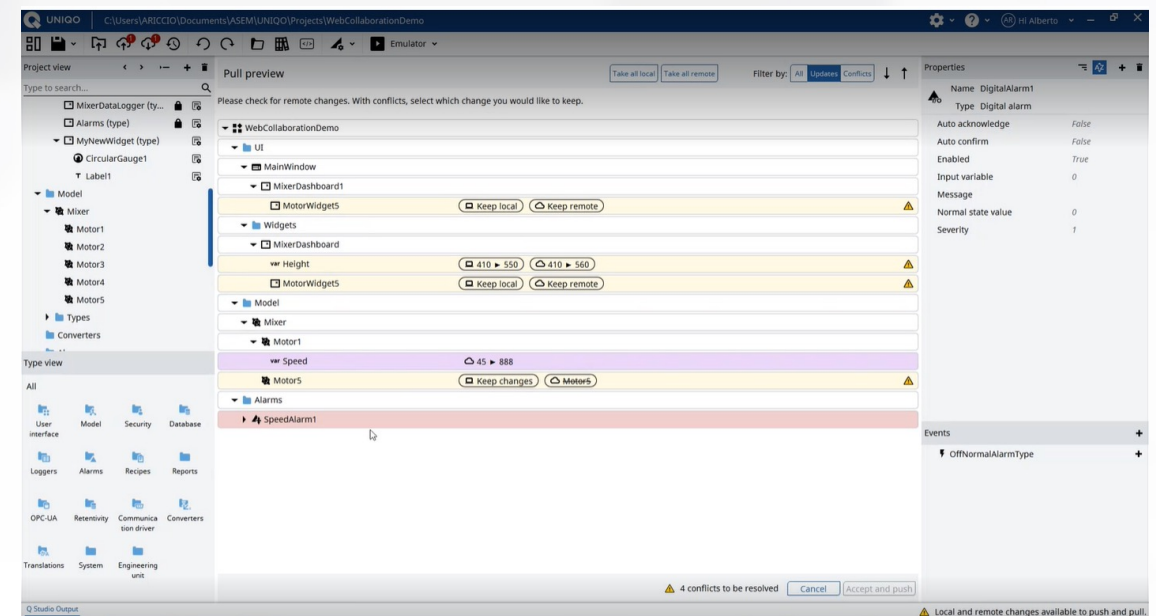 UNIQO C:\Users\ARICCIO\Documents\ASEM\UNIQO\Projects\WebCollaborationDemo AR Hi Alberto
Emulator
Project view
Type to search...
MixerDataLogger (ty...
Alarms (type)
MyNewWidget (type)
CircularGauge1
Label1
Model
Mixer
Motor1
Motor2
Motor3
Motor4
Motor5
Types
Converters
Type view
All
User interface
Model
Security
Database
Loggers
Alarms
Recipes
Reports
OPC-UA
Retentivity
Communica
tion driver
Converters
Translations
System
Engineering
unit
Q Studio Output
Pull preview Take all local Take all remote Filter by: All Updates Conflicts
Please check for remote changes. With conflicts, select which change you would like to keep.
WebCollaborationDemo
UI
MainWindow
MixerDashboard1
MotorWidget5 Keep local Keep remote
Widgets
MixerDashboard
var Height 410 ► 550 410 ► 560
MotorWidget5 Keep local Keep remote
Model
Mixer
Motor1
var Speed 45 ► 888
Motor5 Keep changes Motor5
Alarms
SpeedAlarm1
4 conflicts to be resolved Cancel Accept and push
Properties
Name DigitalAlarm1
Type Digital alarm
Auto acknowledge False
Auto confirm False
Enabled True
Input variable 0
Message
Normal state value 0
Severity 1
Events
OffNormalAlarmType
Local and remote changes available to push and pull.